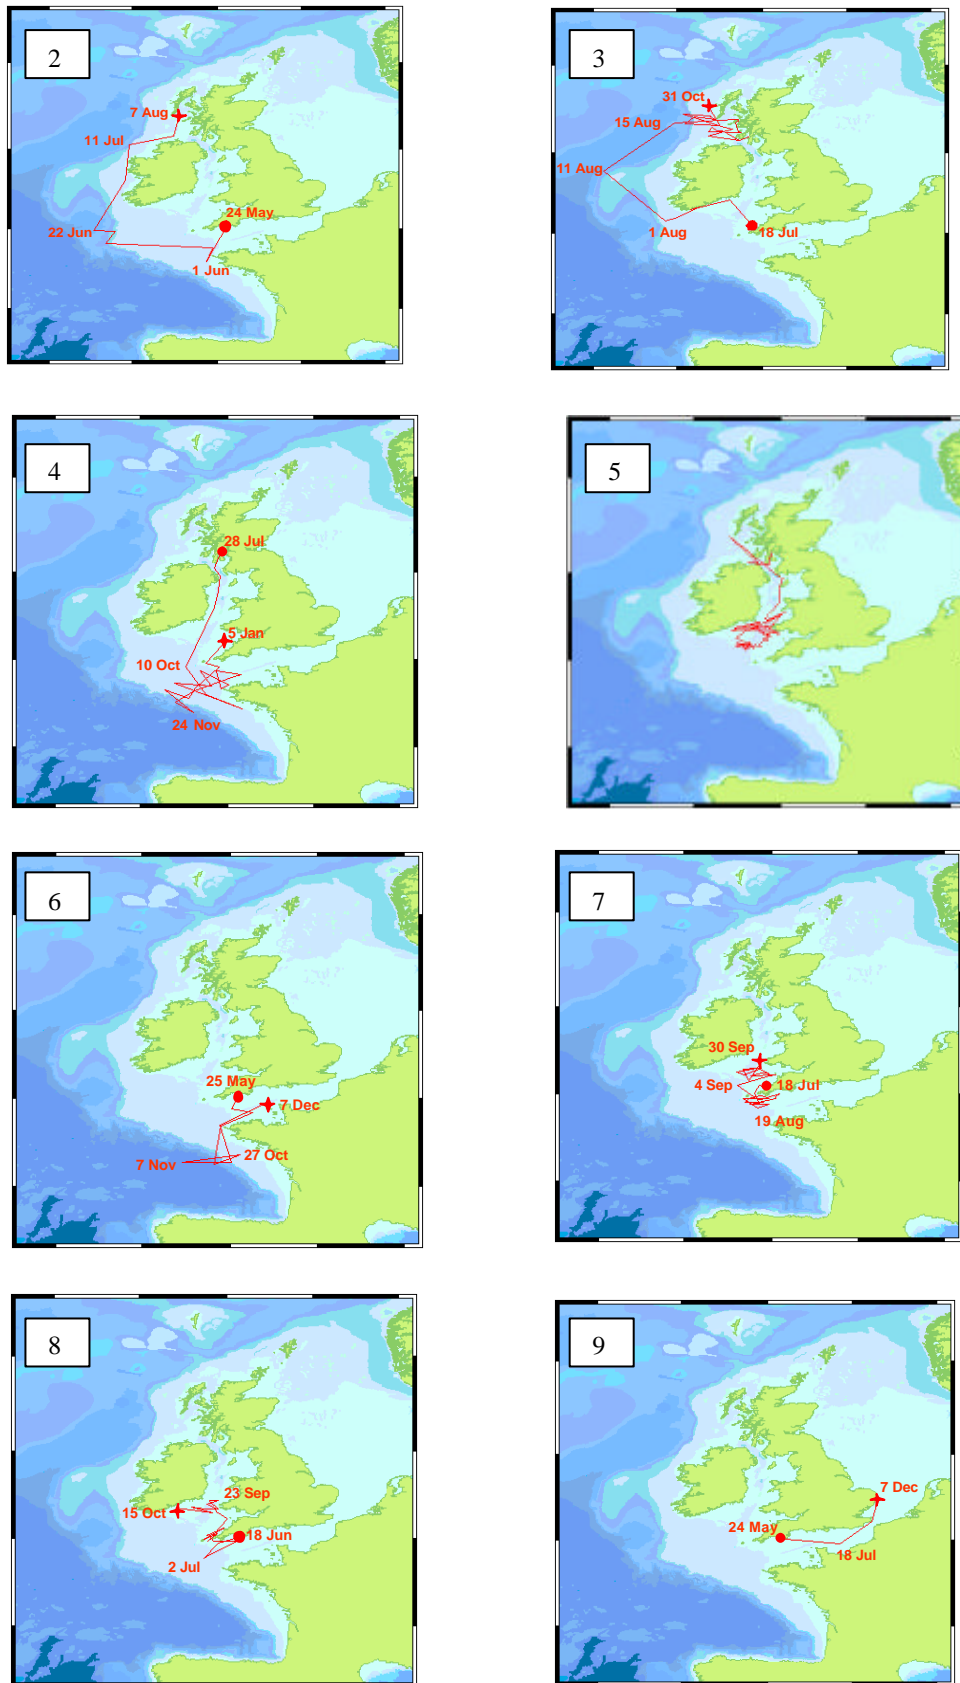 2
7 Aug
11 Jul
24 May
22 Jun
1 Jun
3
31 Oct
15 Aug
11 Aug
1 Aug
18 Jul
4
28 Jul
5 Jan
10 Oct
24 Nov
5
6
25 May
7 Dec
27 Oct
7 Nov
7
30 Sep
4 Sep
18 Jul
19 Aug
8
23 Sep
15 Oct
18 Jun
2 Jul
9
7 Dec
24 May
18 Jul